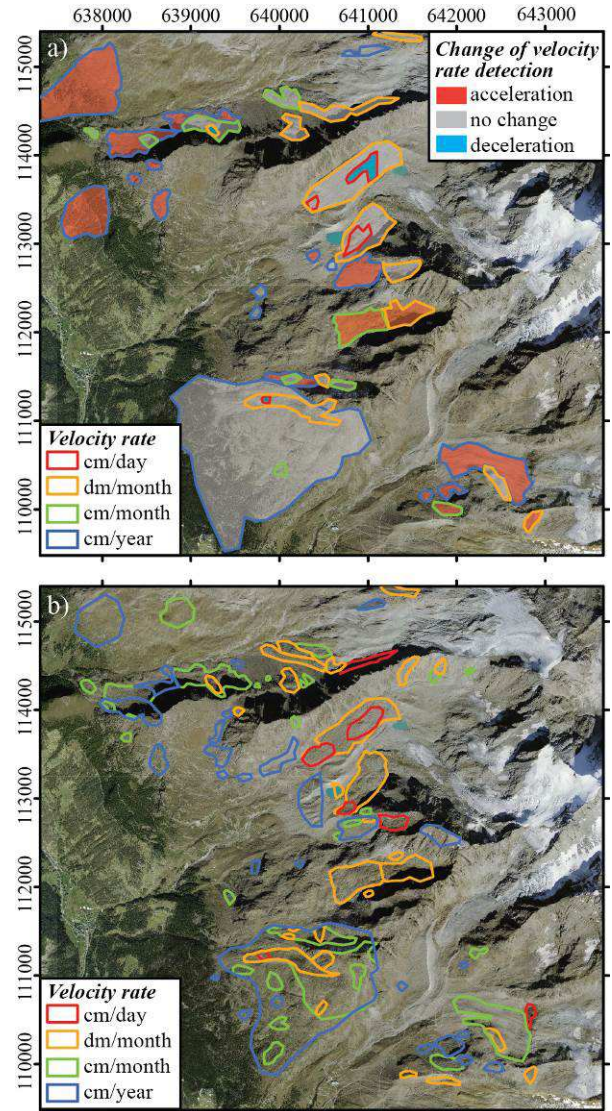 638000 639000 640000 641000 642000 643000
a)
Change of velocity
rate detection
acceleration
no change
deceleration
115000
114000
113000
112000
111000
110000
Velocity rate
cm/day
dm/month
cm/month
cm/year
b)
115000
114000
113000
112000
111000
110000
Velocity rate
cm/day
dm/month
cm/month
cm/year